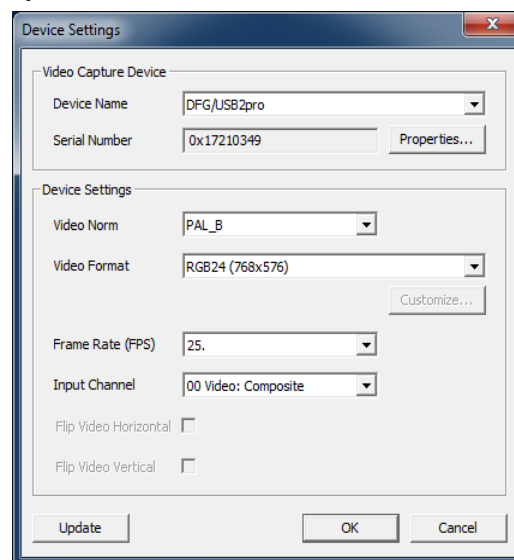 Device Settings
Video Capture Device
Device Name DFG/USB2pro
Serial Number 0x17210349 Properties...
Device Settings
Video Norm PAL_B
Video Format RGB24 (768x576)
Customize...
Frame Rate (FPS) 25.
Input Channel 00 Video: Composite
Flip Video Horizontal
Flip Video Vertical
Update OK Cancel